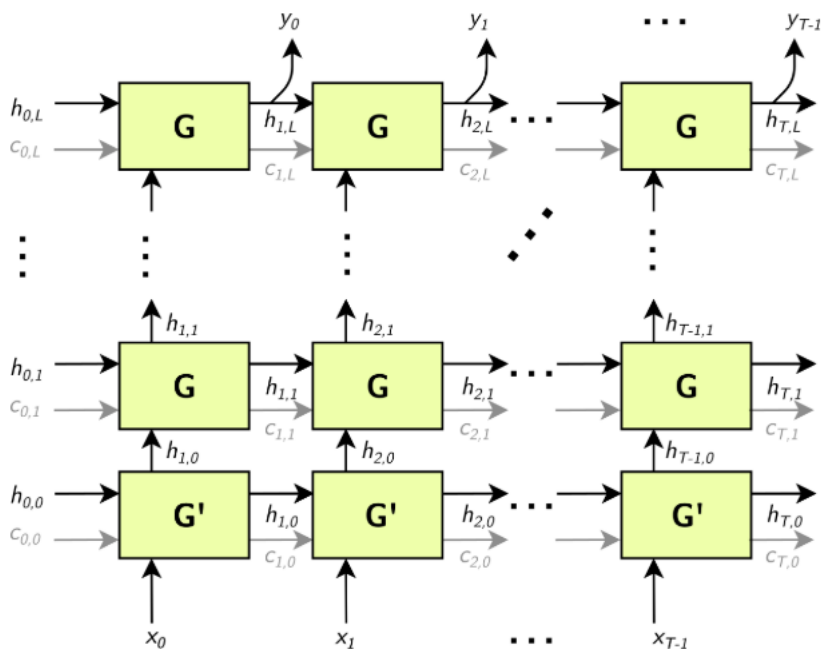 y0 y1 ... yT-1
h0,L G h1,L G h2,L ... G hT,L
c0,L c1,L c2,L cT,L
h1,1 h2,1 hT-1,1
h0,1 G h1,1 G h2,1 ... G hT,1
c0,1 c1,1 c2,1 cT,1
h1,0 h2,0 hT-1,0
h0,0 G' h1,0 G' h2,0 ... G' hT,0
c0,0 c1,0 c2,0 cT,0
x0 x1 ... xT-1